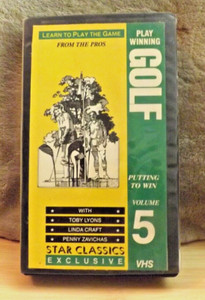 LEARN TO PLAY THE GAME
FROM THE PROS
WITH
TOBY LYONS
LINDA CRAFT
PENNY ZAVICHAS
STAR CLASSICS
EXCLUSIVE
PLAY
WINNING
GOLF
PUTTING
TO WIN
VOLUME
5
VHS